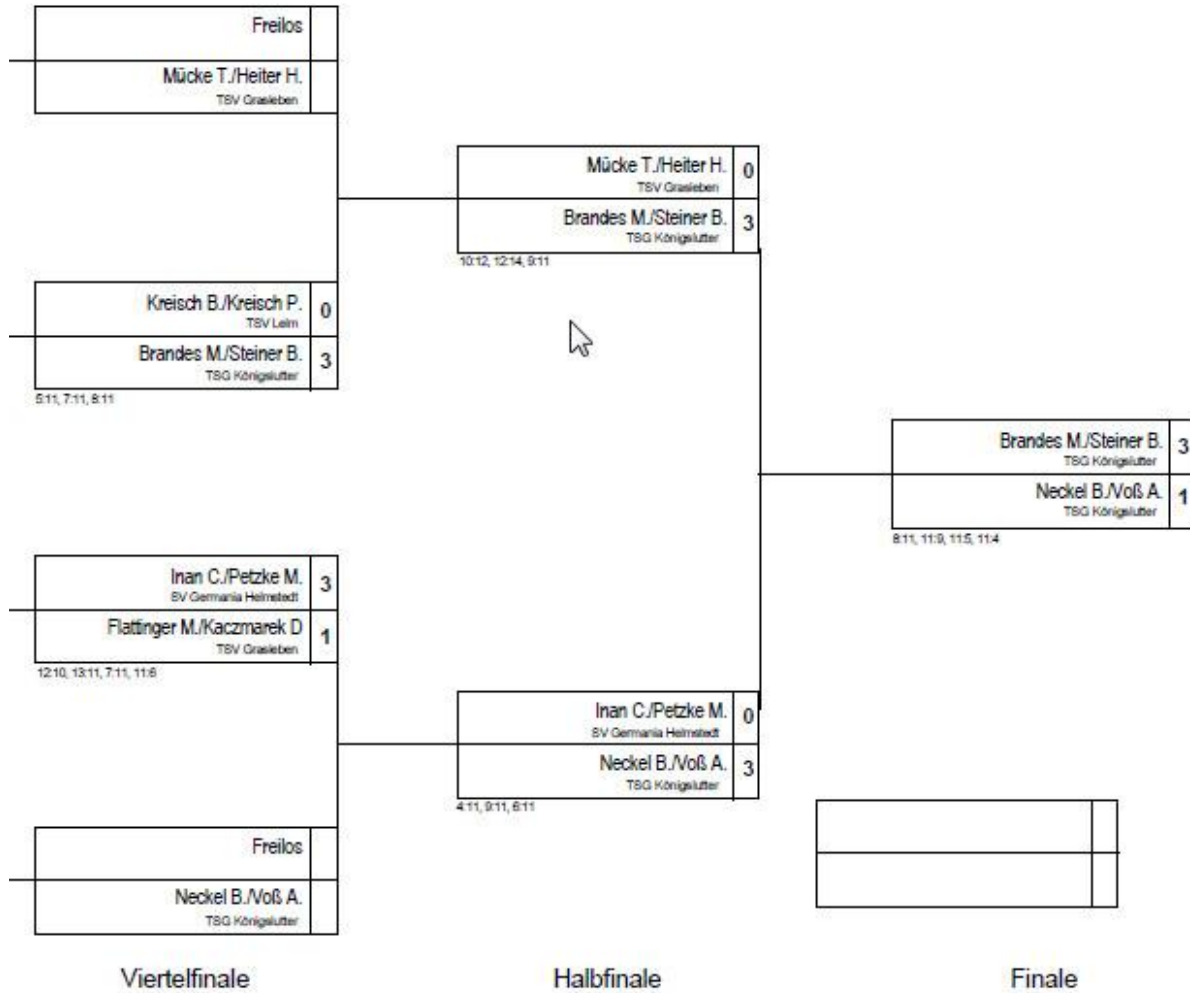 Freilos
Mücke T./Heiter H.
TSV Grasleben
Kreisch B./Kreisch P. 0
TSV Lelm
Brandes M./Steiner B. 3
TSG Königslutter
5:11, 7:11, 8:11
Inan C./Petzke M. 3
SV Germania Helmstedt
Flattinger M./Kaczmarek D 1
TSV Grasleben
12:10, 13:11, 7:11, 11:6
Freilos
Neckel B./Voß A.
TSG Königslutter
Viertelfinale
Mücke T./Heiter H. 0
TSV Grasleben
Brandes M./Steiner B. 3
TSG Königslutter
10:12, 12:14, 9:11
Inan C./Petzke M. 0
SV Germania Helmstedt
Neckel B./Voß A. 3
TSG Königslutter
4:11, 9:11, 6:11
Halbfinale
Brandes M./Steiner B. 3
TSG Königslutter
Neckel B./Voß A. 1
TSG Königslutter
8:11, 11:9, 11:5, 11:4
Finale